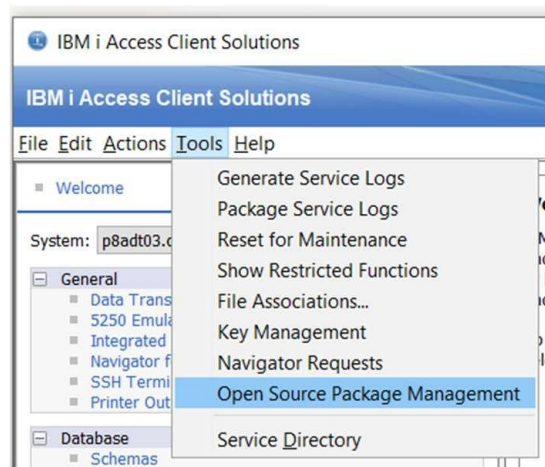 IBM i Access Client Solutions
IBM i Access Client Solutions
File Edit Actions Tools Help
Welcome
System: p8adt03.
General
Data Trans
5250 Emula
Integrated
Navigator f
SSH Termi
Printer Out
Database
Schemas
Generate Service Logs
Package Service Logs
Reset for Maintenance
Show Restricted Functions
File Associations...
Key Management
Navigator Requests
Open Source Package Management
Service Directory